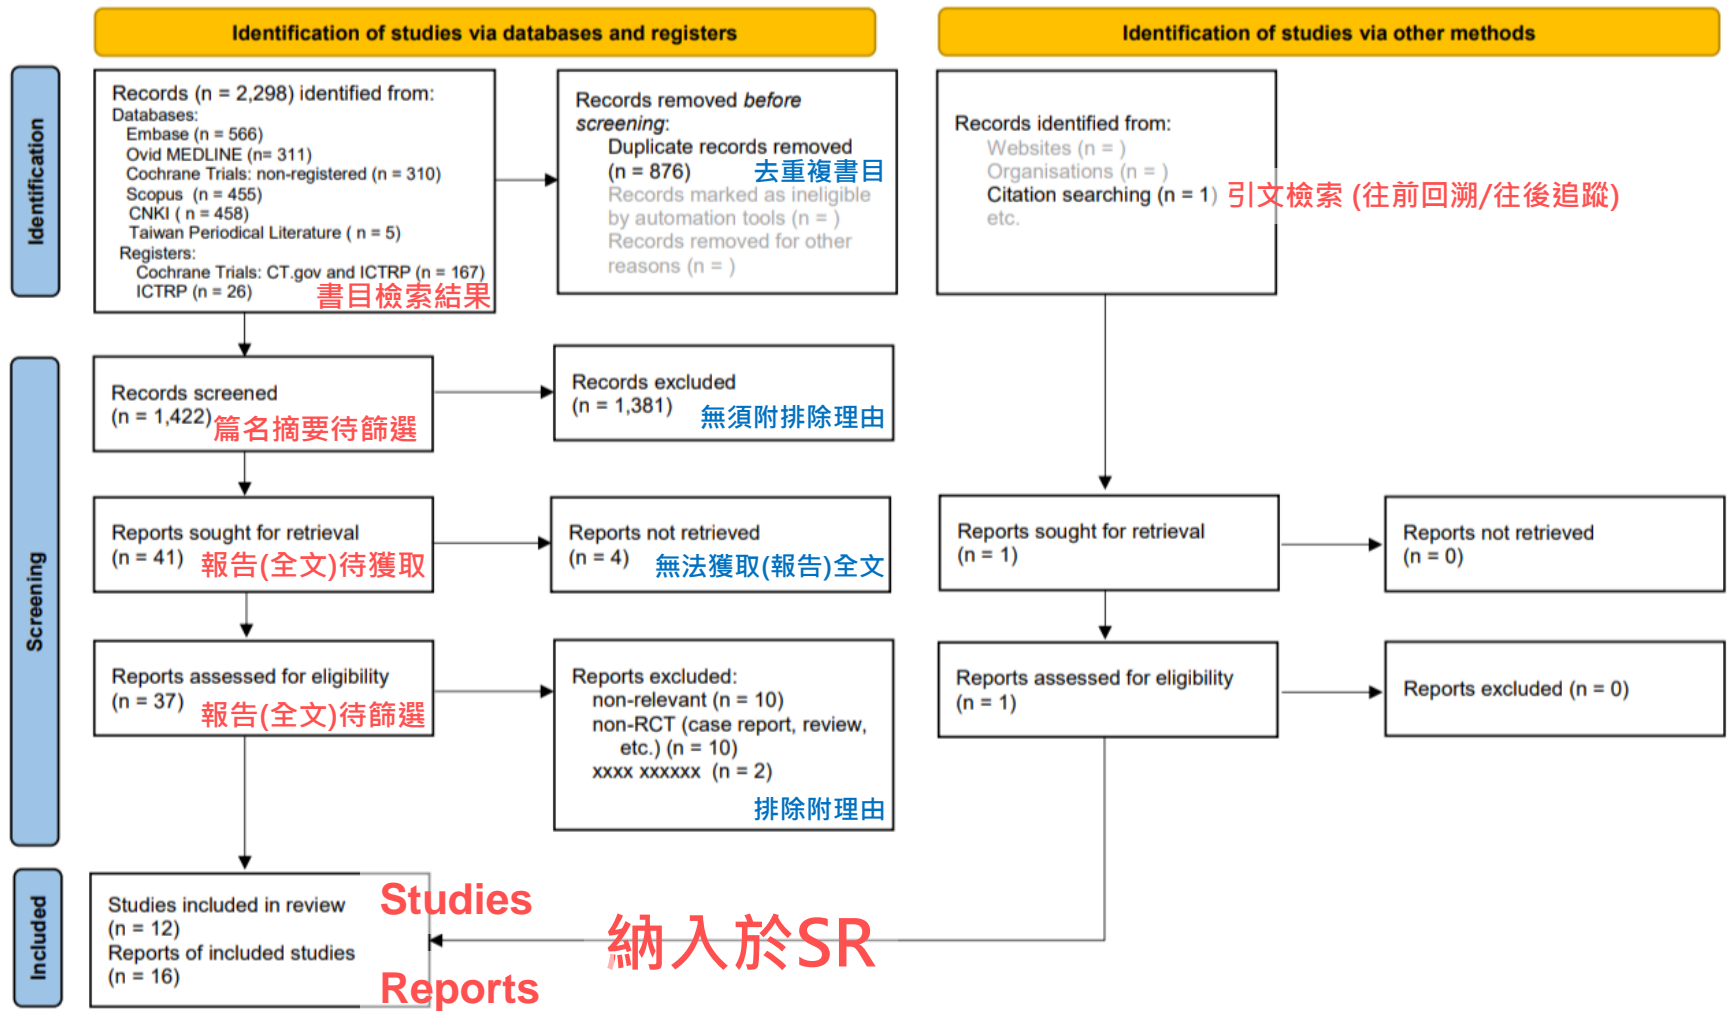 Identification of studies via databases and registers
Identification of studies via other methods
Identification
Records (n = 2,298) identified from:
Databases:
Embase (n = 566)
Ovid MEDLINE (n= 311)
Cochrane Trials: non-registered (n = 310)
Scopus (n = 455)
CNKI ( n = 458)
Taiwan Periodical Literature ( n = 5)
Registers:
Cochrane Trials: CT.gov and ICTRP (n = 167)
ICTRP (n = 26)
書目檢索結果
Records removed before
screening:
Duplicate records removed
(n = 876)
去重複書目
Records marked as ineligible
by automation tools (n = )
Records removed for other
reasons (n = )
Records identified from:
Websites (n = )
Organisations (n = )
Citation searching (n = 1)
引文檢索 (往前回溯/往後追蹤)
etc.
Screening
Records screened
(n = 1,422)
篇名摘要待篩選
Records excluded
(n = 1,381)
無須附排除理由
Reports sought for retrieval
(n = 41)
報告(全文)待獲取
Reports not retrieved
(n = 4)
無法獲取(報告)全文
Reports sought for retrieval
(n = 1)
Reports not retrieved
(n = 0)
Reports assessed for eligibility
(n = 37)
報告(全文)待篩選
Reports excluded:
non-relevant (n = 10)
non-RCT (case report, review,
etc.) (n = 10)
xxxx xxxxxx (n = 2)
排除附理由
Reports assessed for eligibility
(n = 1)
Reports excluded (n = 0)
Included
Studies included in review
(n = 12)
Reports of included studies
(n = 16)
Studies
Reports
納入於SR